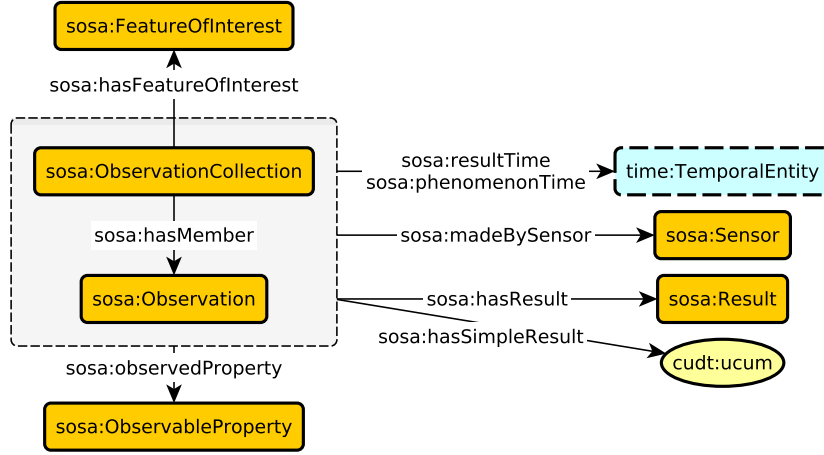 sosa:FeatureOfInterest
sosa:hasFeatureOfInterest
sosa:ObservationCollection
sosa:resultTime
sosa:phenomenonTime
time:TemporalEntity
sosa:hasMember
sosa:madeBySensor
sosa:Sensor
sosa:Observation
sosa:hasResult
sosa:Result
sosa:hasSimpleResult
cudt:ucum
sosa:observedProperty
sosa:ObservableProperty